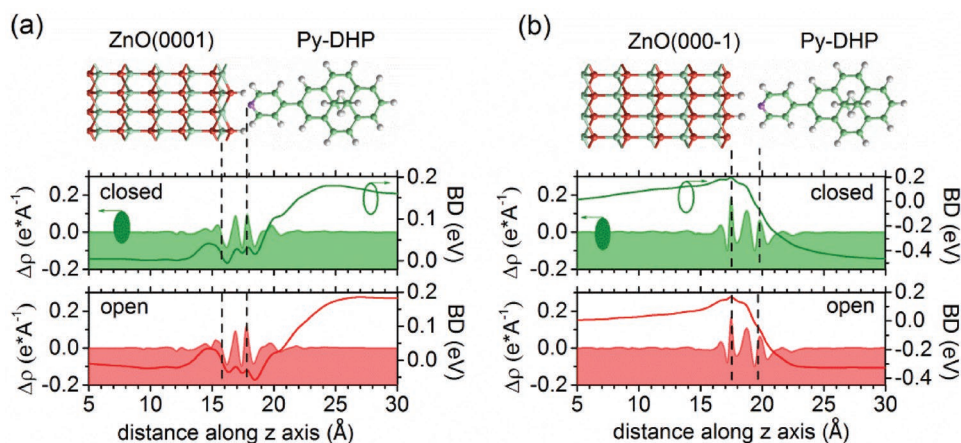 (a)
ZnO(0001) Py-DHP
closed
0.2 0.0 -0.2
Δρ (e*A⁻¹)
0.2 0.1 0.0
BD (eV)
open
0.2 0.0 -0.2
Δρ (e*A⁻¹)
0.2 0.1 0.0
BD (eV)
5 10 15 20 25 30
distance along z axis (Å)
(b)
ZnO(000-1) Py-DHP
closed
0.2 0.0 -0.2
Δρ (e*A⁻¹)
0.2 0.0 -0.2 -0.4
BD (eV)
open
0.2 0.0 -0.2
Δρ (e*A⁻¹)
0.2 0.0 -0.2 -0.4
BD (eV)
5 10 15 20 25 30
distance along z axis (Å)